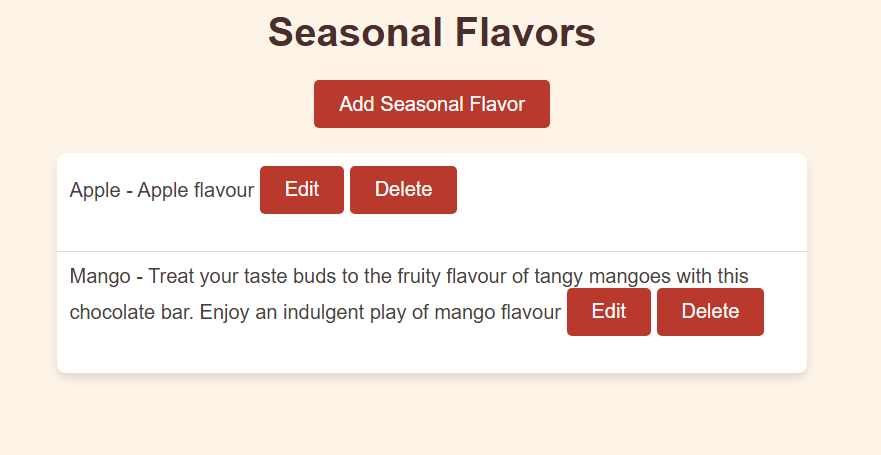 Seasonal Flavors
Add Seasonal Flavor
Apple - Apple flavour Edit Delete
Mango - Treat your taste buds to the fruity flavour of tangy mangoes with this
chocolate bar. Enjoy an indulgent play of mango flavour Edit Delete